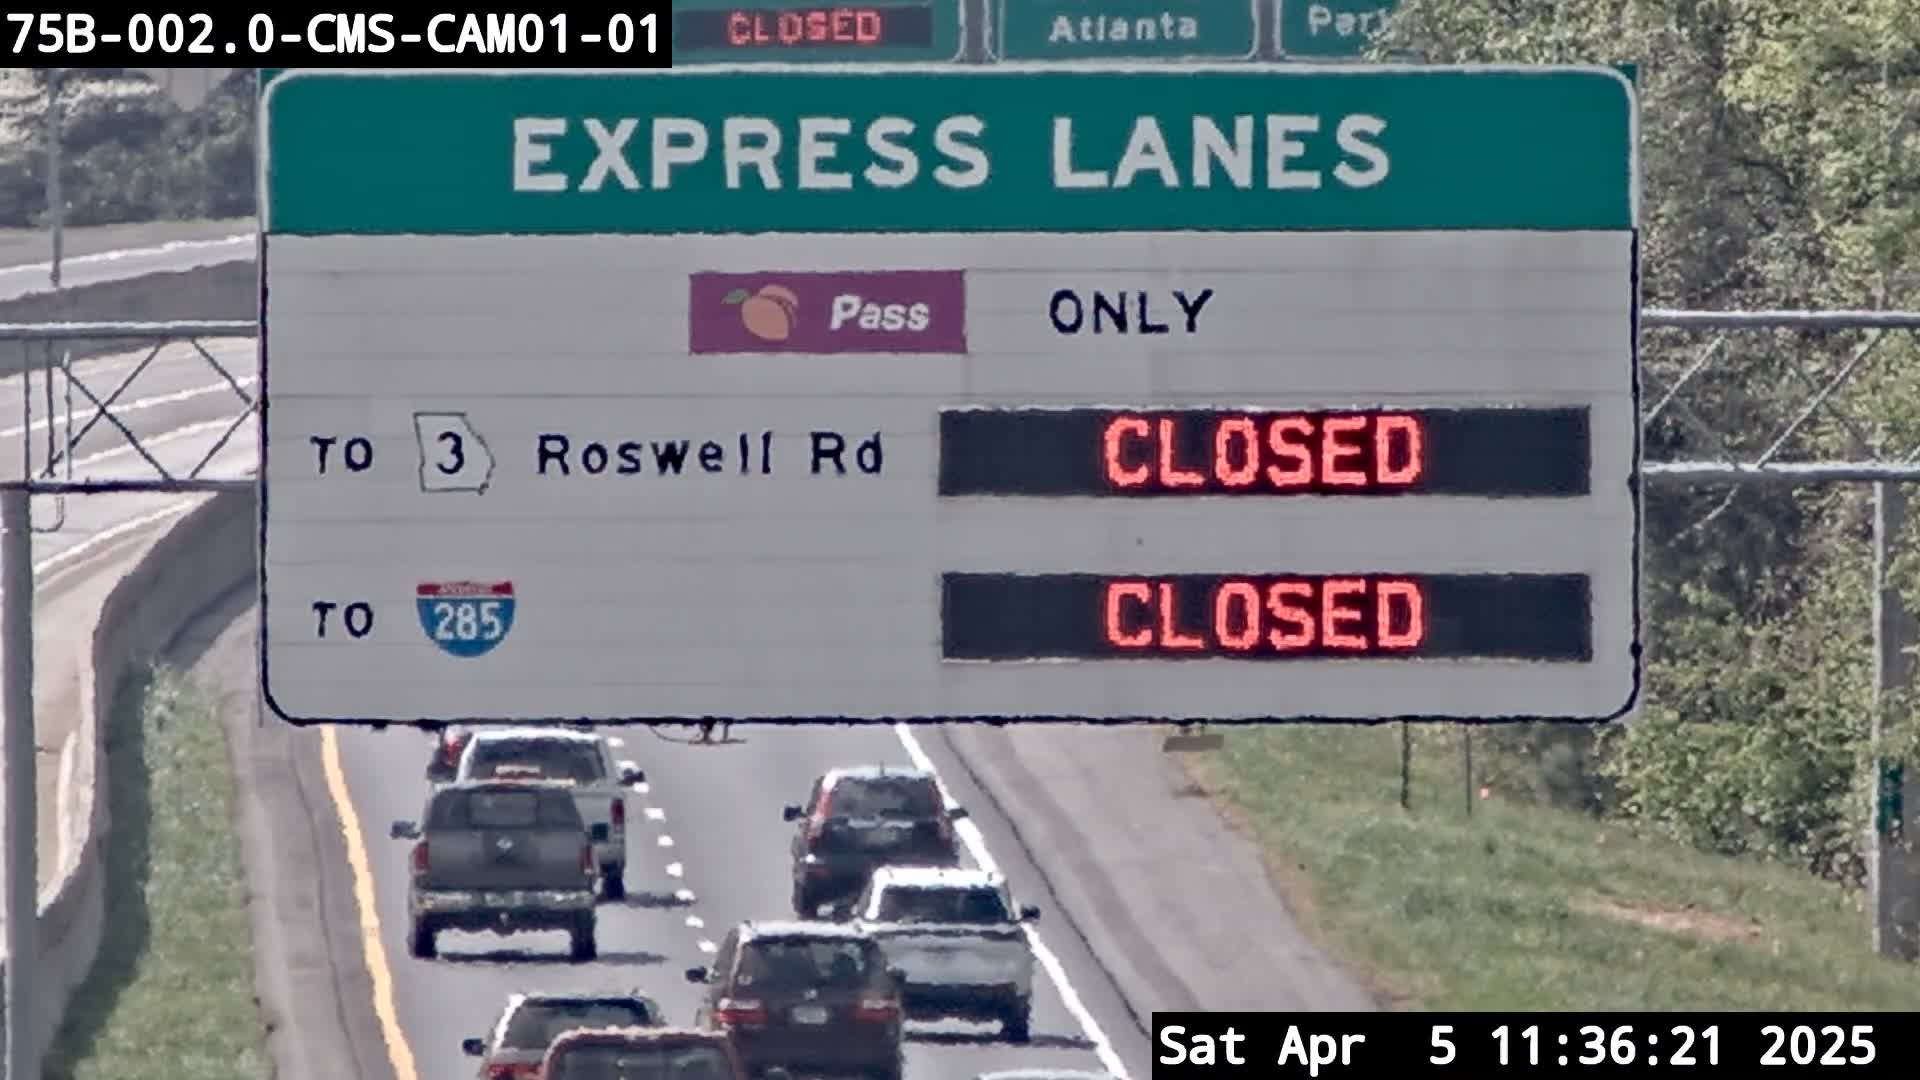 75B-002.0-CMS-CAM01-01
CLOSED
Atlanta
EXPRESS LANES
Pass ONLY
TO 3 Roswell Rd CLOSED
TO 285 CLOSED
Sat Apr 5 11:36:21 2025